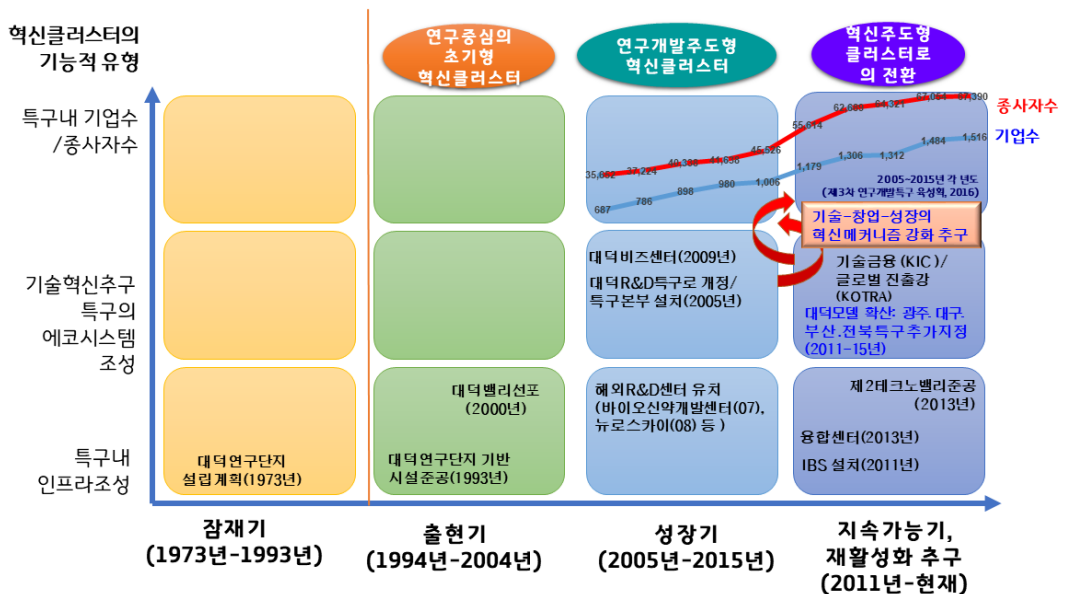 혁신클러스터의
기능적 유형
연구중심의
초기형
혁신클러스터
연구개발주도형
혁신클러스터
혁신주도형
클러스터로
의 전환
특구내 기업수
/종사자수
종사자수
기업수
35,662 37,224 40,388 41,698 45,526 55,614 62,689 64,321 67,054 67,390
687 786 898 980 1,006 1,179 1,306 1,312 1,484 1,516
2005-2015년 각 년도
(제3차 연구개발특구 육성획, 2016)
기술-창업-성장의
혁신메커니즘 강화 추구
기술혁신추구
특구의
에코시스템
조성
대덕비즈센터(2009년)
대덕R&D특구로 개정/
특구본부 설치(2005년)
기술금융(KIC)/
글로벌 진출강
(KOTRA)
대덕모델 확산: 광주. 대구.
부산.전북특구추가지정
(2011-15년)
특구내
인프라조성
대덕연구단지
설립계획(1973년)
대덕밸리선포
(2000년)
대덕연구단지 기반
시설준공(1993년)
해외R&D센터 유치
(바이오신약개발센터(07),
뉴로스카이(08) 등 )
제2테크노밸리준공
(2013년)
융합센터(2013년)
IBS 설치(2011년)
잠재기
(1973년-1993년)
출현기
(1994년-2004년)
성장기
(2005년-2015년)
지속가능기,
재활성화 추구
(2011년-현재)